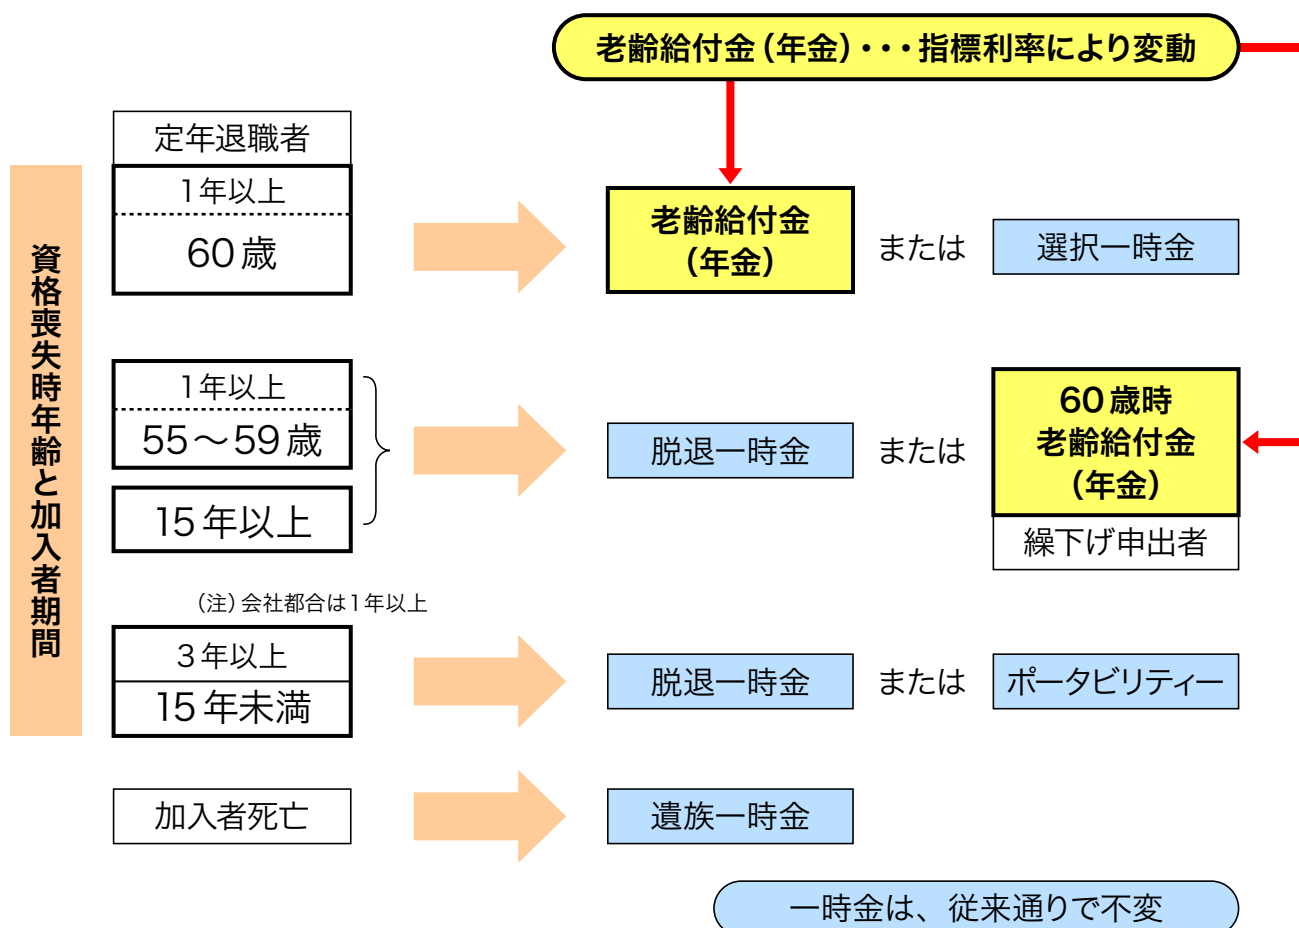 老齢給付金（年金）・・・指標利率により変動
資格喪失時年齢と加入者期間
定年退職者
1年以上
60歳
老齢給付金
（年金）
または
選択一時金
1年以上
55～59歳
15年以上
脱退一時金
または
60歳時
老齢給付金
（年金）
繰下げ申出者
（注）会社都合は1年以上
3年以上
15年未満
脱退一時金
または
ポータビリティー
加入者死亡
遺族一時金
一時金は、従来通りで不変